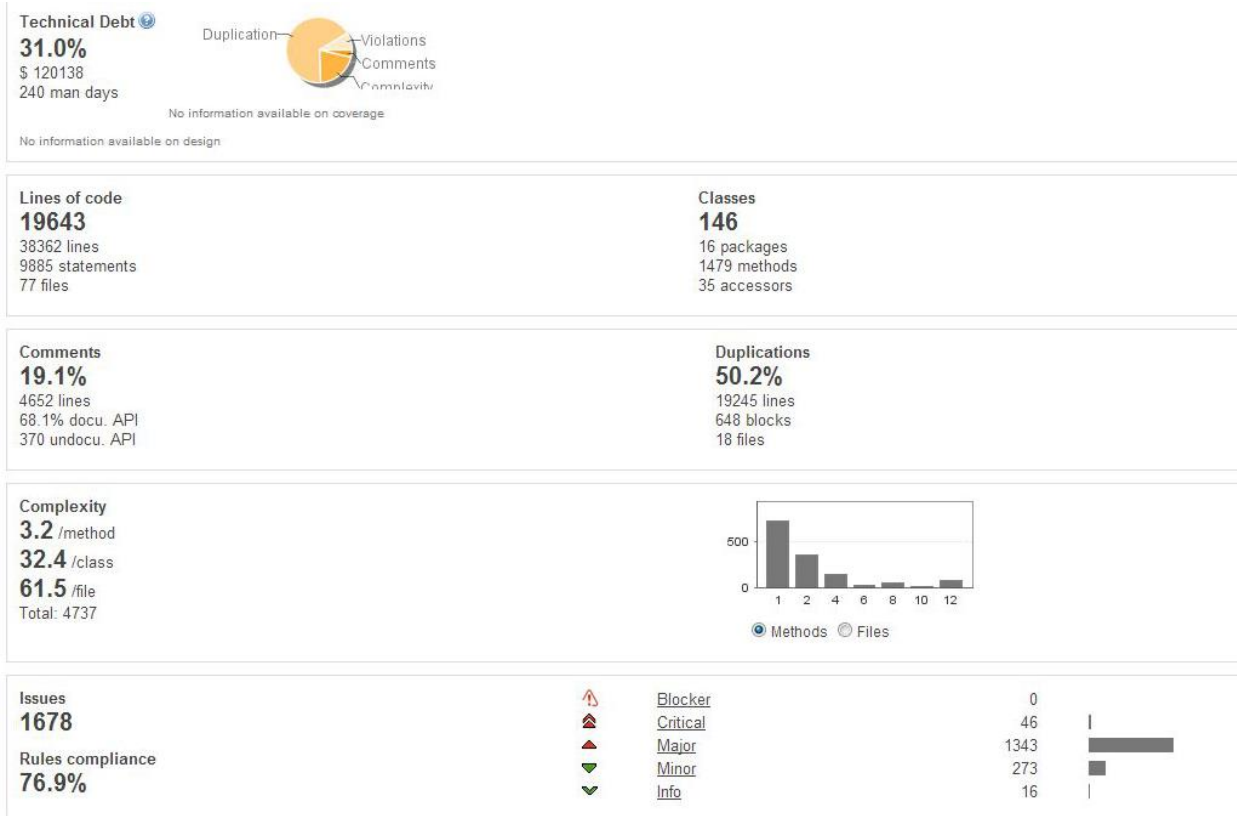 Technical Debt
31.0%
$ 120138
240 man days
Duplication
Violations
Comments
Complexity
No information available on coverage
No information available on design
Lines of code
19643
38362 lines
9885 statements
77 files
Classes
146
16 packages
1479 methods
35 accessors
Comments
19.1%
4652 lines
68.1% docu. API
370 undocu. API
Duplications
50.2%
19245 lines
648 blocks
18 files
Complexity
3.2 /method
32.4 /class
61.5 /file
Total: 4737
500
0
1 2 4 6 8 10 12
Methods Files
Issues
1678
Rules compliance
76.9%
Blocker 0
Critical 46
Major 1343
Minor 273
Info 16